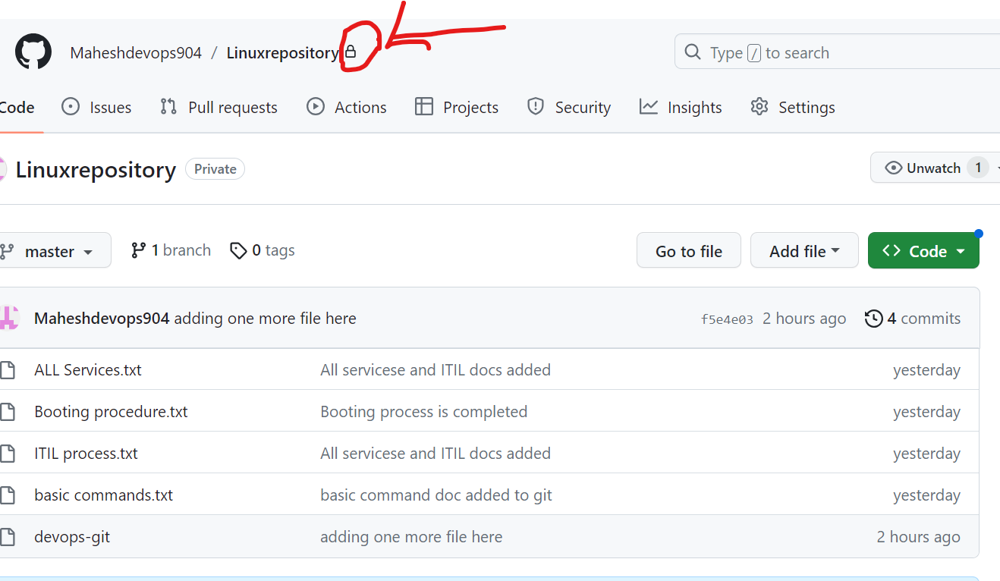 Maheshdevops904 / Linuxrepository Type / to search
Code Issues Pull requests Actions Projects Security Insights Settings
Linuxrepository Private Unwatch 1
master 1 branch 0 tags Go to file Add file <> Code
Maheshdevops904 adding one more file here f5e4e03 2 hours ago 4 commits
ALL Services.txt All servicese and ITIL docs added yesterday
Booting procedure.txt Booting process is completed yesterday
ITIL process.txt All servicese and ITIL docs added yesterday
basic commands.txt basic command doc added to git yesterday
devops-git adding one more file here 2 hours ago